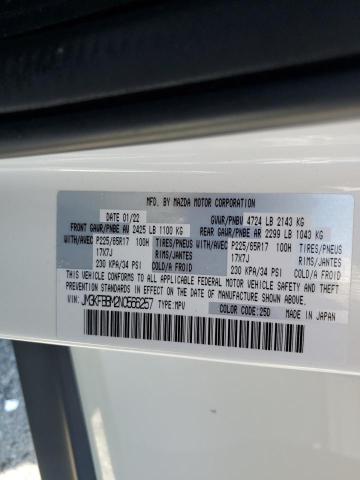 MFD. BY MAZDA MOTOR CORPORATION
DATE 01/22 GVWR/PNBV 4724 LB 2143 KG
FRONT GAWR/PNBE AV 2425 LB 1100 KG REAR GAWR/PNBE AR 2299 LB 1043 KG
WITH/AVEC P225/65R17 100H TIRES/PNEUS WITH/AVEC P225/65R17 100H TIRES/PNEUS
17X7J RIMS/JANTES 17X7J RIMS/JANTES
230 KPA/34 PSI COLD/A FROID 230 KPA/34 PSI COLD/A FROID
THIS VEHICLE CONFORMS TO ALL APPLICABLE FEDERAL MOTOR VEHICLE SAFETY, BUMPER,
AND THEFT PREVENTION STANDARDS IN EFFECT ON THE DATE OF MANUFACTURE SHOWN ABOVE.
VIN: JM3KFBBM2N0566257 TYPE: MPV COLOR CODE: 25D MADE IN JAPAN